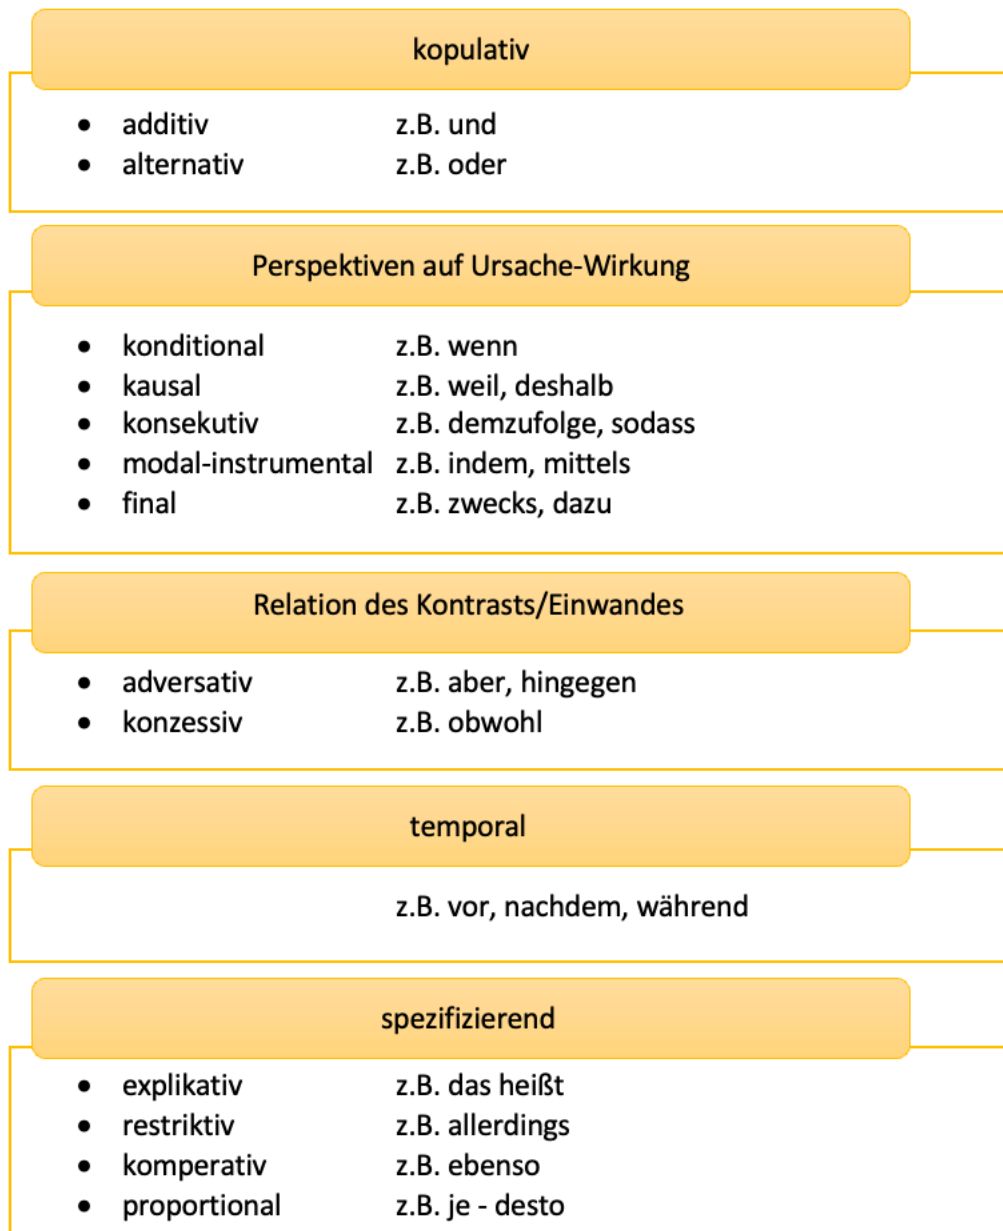 kopulativ
• additiv z.B. und
• alternativ z.B. oder
Perspektiven auf Ursache-Wirkung
• konditional z.B. wenn
• kausal z.B. weil, deshalb
• konsekutiv z.B. demzufolge, sodass
• modal-instrumental z.B. indem, mittels
• final z.B. zwecks, dazu
Relation des Kontrasts/Einwandes
• adversativ z.B. aber, hingegen
• konzessiv z.B. obwohl
temporal
z.B. vor, nachdem, während
spezifizierend
• explikativ z.B. das heißt
• restriktiv z.B. allerdings
• komperativ z.B. ebenso
• proportional z.B. je - desto